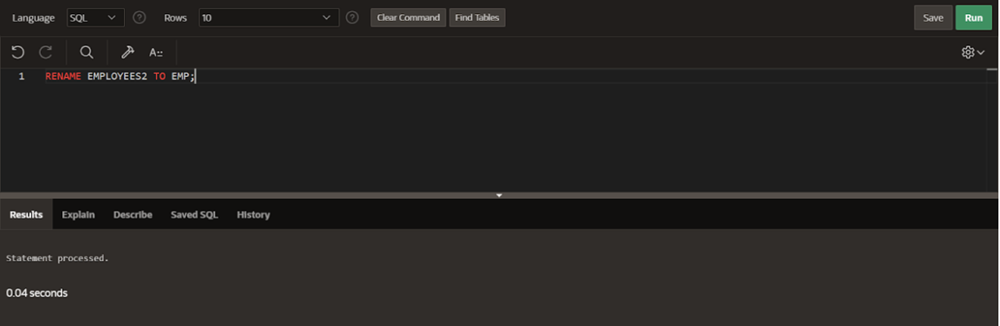 Language SQL Rows 10 Clear Command Find Tables Save Run
A::
1 RENAME EMPLOYEES2 TO EMP;
Results Explain Describe Saved SQL History
Statement processed.
0.04 seconds